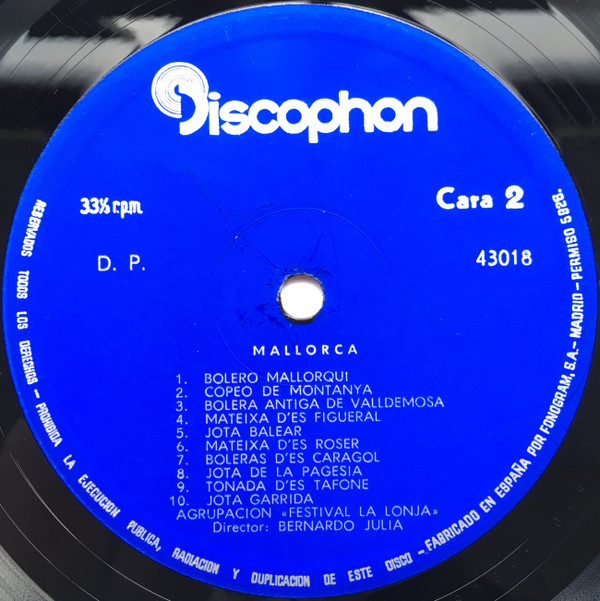 Discophon
33⅓ r.p.m.
Cara 2
D. P.
43018
MALLORCA
1. BOLERO MALLORQUI
2. COPEO DE MONTANYA
3. BOLERA ANTIGA DE VALLDEMOSA
4. MATEIXA D'ES FIGUERAL
5. JOTA BALEAR
6. MATEIXA D'ES ROSER
7. BOLERAS D'ES CARAGOL
8. JOTA DE LA PAGESIA
9. TONADA D'ES TAFONE
10. JOTA GARRIDA
AGRUPACION «FESTIVAL LA LONJA»
Director: BERNARDO JULIA
RESERVADOS TODOS LOS DERECHOS - PROHIBIDA LA EJECUCION PUBLICA, RADIACION Y DUPLICACION DE ESTE DISCO - FABRICADO EN ESPAÑA POR FONOGRAM, S.A. - MADRID - PERMISO 5 826.